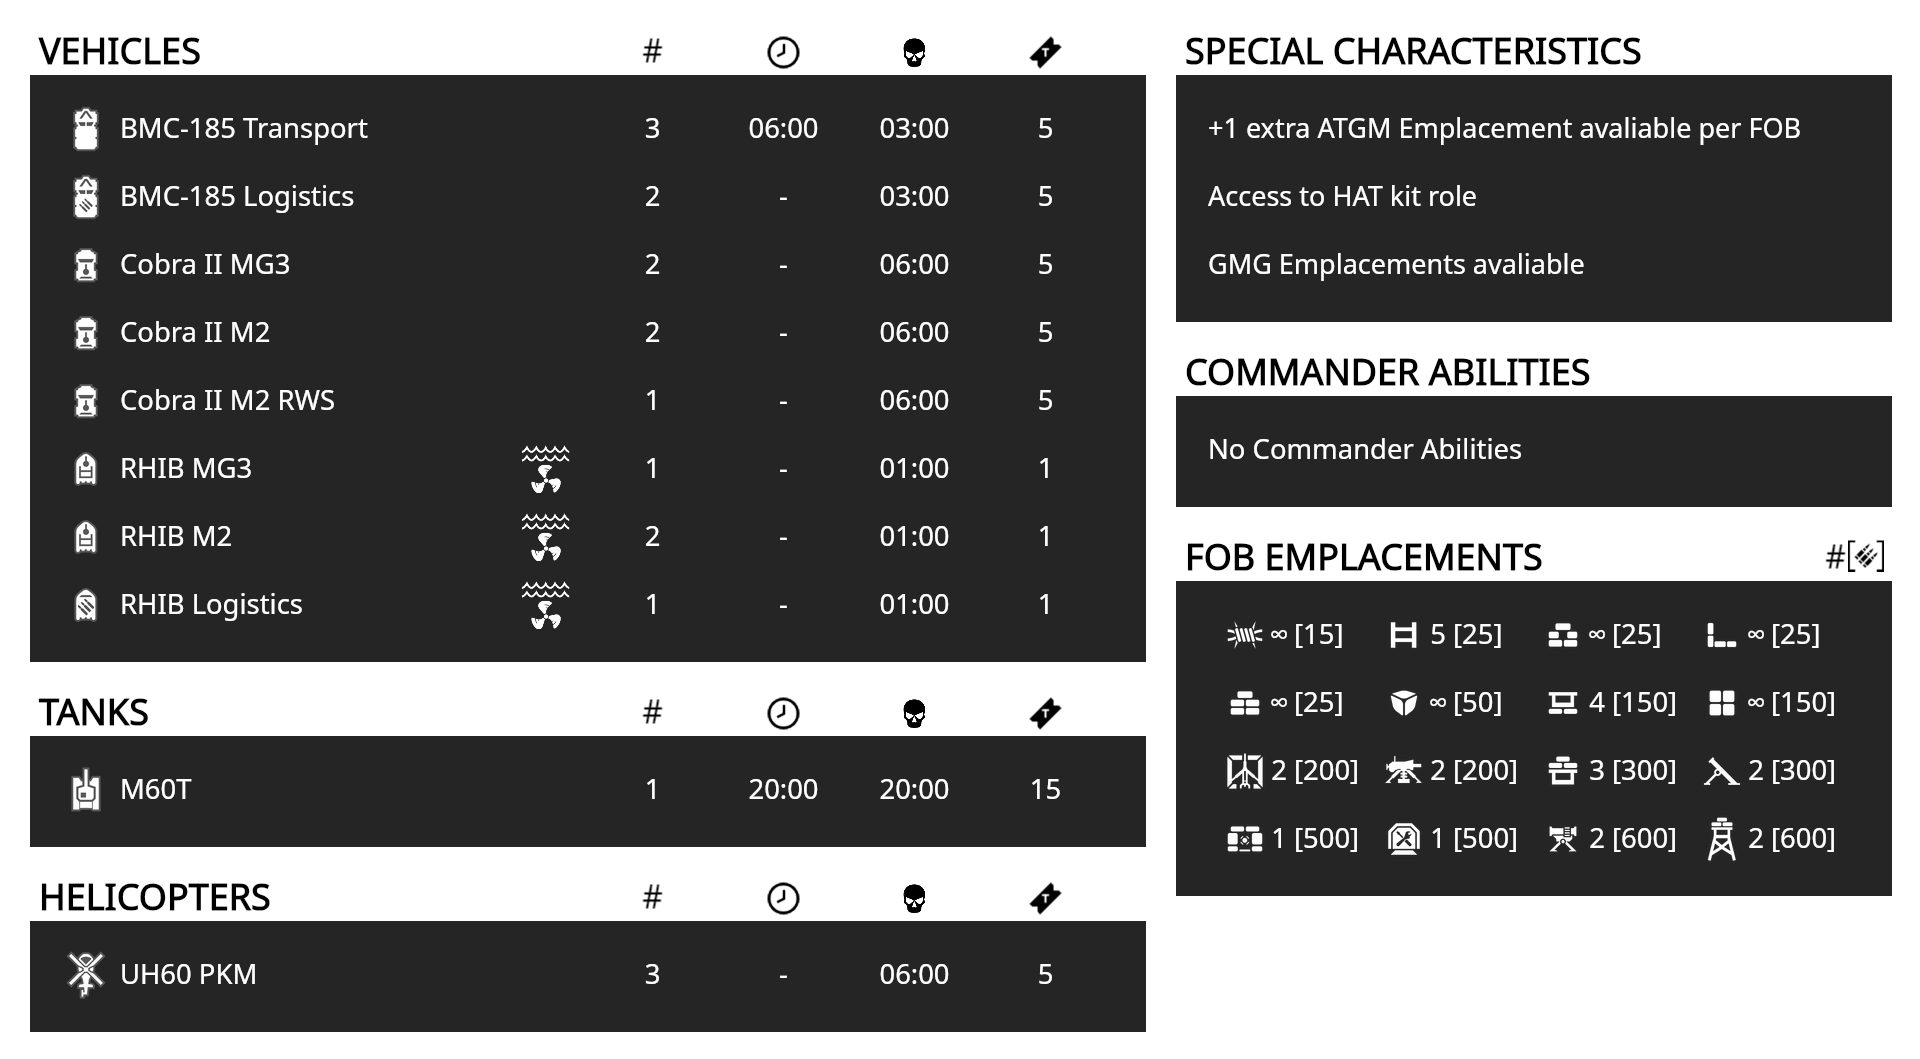 VEHICLES #
BMC-185 Transport 3 06:00 03:00 5
BMC-185 Logistics 2 - 03:00 5
Cobra II MG3 2 - 06:00 5
Cobra II M2 2 - 06:00 5
Cobra II M2 RWS 1 - 06:00 5
RHIB MG3 1 - 01:00 1
RHIB M2 2 - 01:00 1
RHIB Logistics 1 - 01:00 1
TANKS #
M60T 1 20:00 20:00 15
HELICOPTERS #
UH60 PKM 3 - 06:00 5
SPECIAL CHARACTERISTICS
+1 extra ATGM Emplacement avaliable per FOB
Access to HAT kit role
GMG Emplacements avaliable
COMMANDER ABILITIES
No Commander Abilities
FOB EMPLACEMENTS #[]
∞ [15] 5 [25] ∞ [25] ∞ [25]
∞ [25] ∞ [50] 4 [150] ∞ [150]
2 [200] 2 [200] 3 [300] 2 [300]
1 [500] 1 [500] 2 [600] 2 [600]